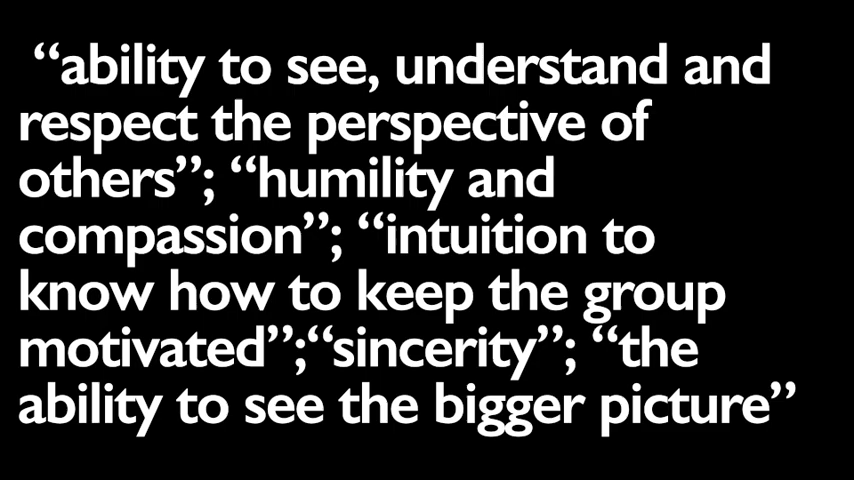 “ability to see, understand and
respect the perspective of
others”; “humility and
compassion”; “intuition to
know how to keep the group
motivated”;“sincerity”; “the
ability to see the bigger picture”